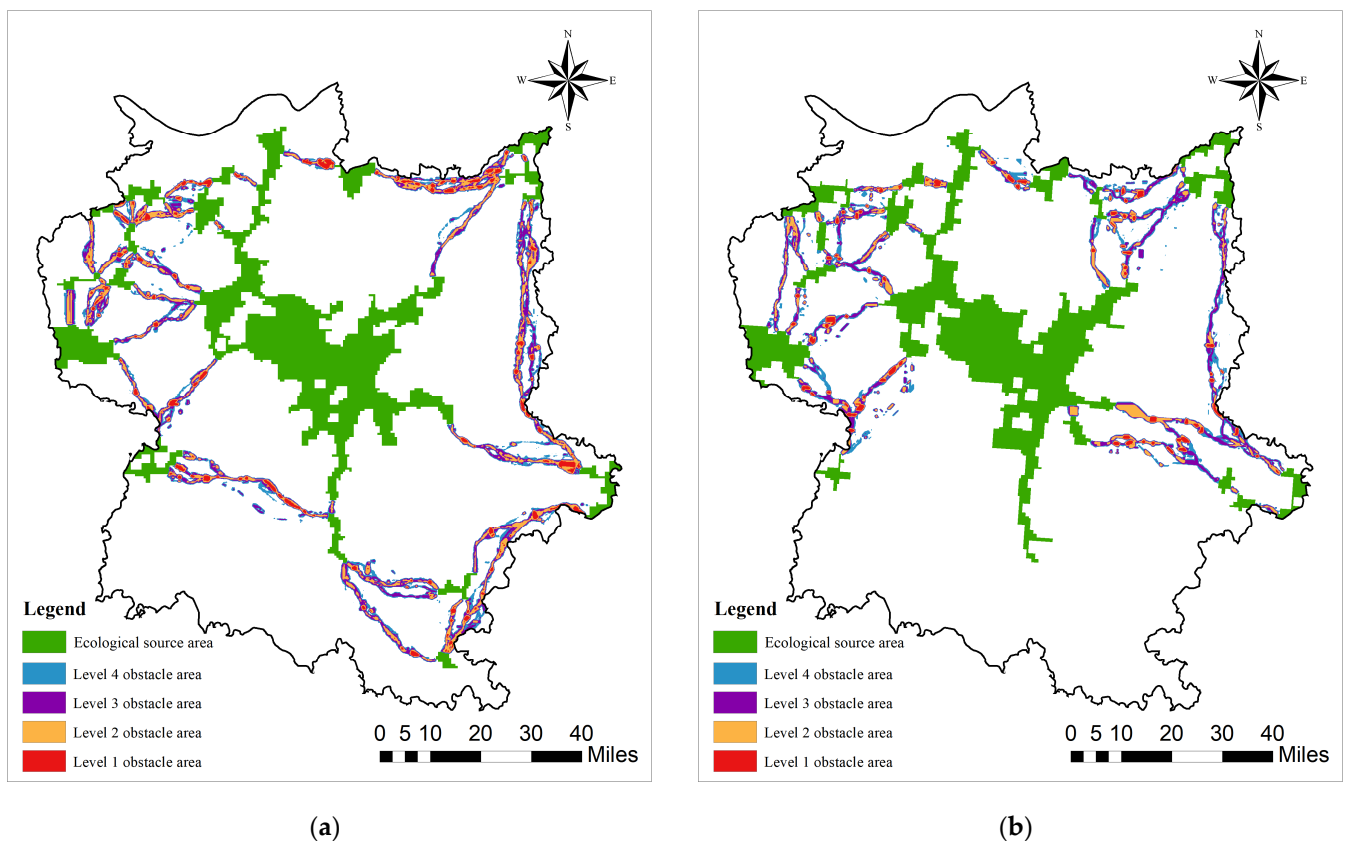 N
W E
S
Legend
Ecological source area
Level 4 obstacle area
Level 3 obstacle area
Level 2 obstacle area
Level 1 obstacle area
0 5 10 20 30 40
Miles
(a)
N
W E
S
Legend
Ecological source area
Level 4 obstacle area
Level 3 obstacle area
Level 2 obstacle area
Level 1 obstacle area
0 5 10 20 30 40
Miles
(b)